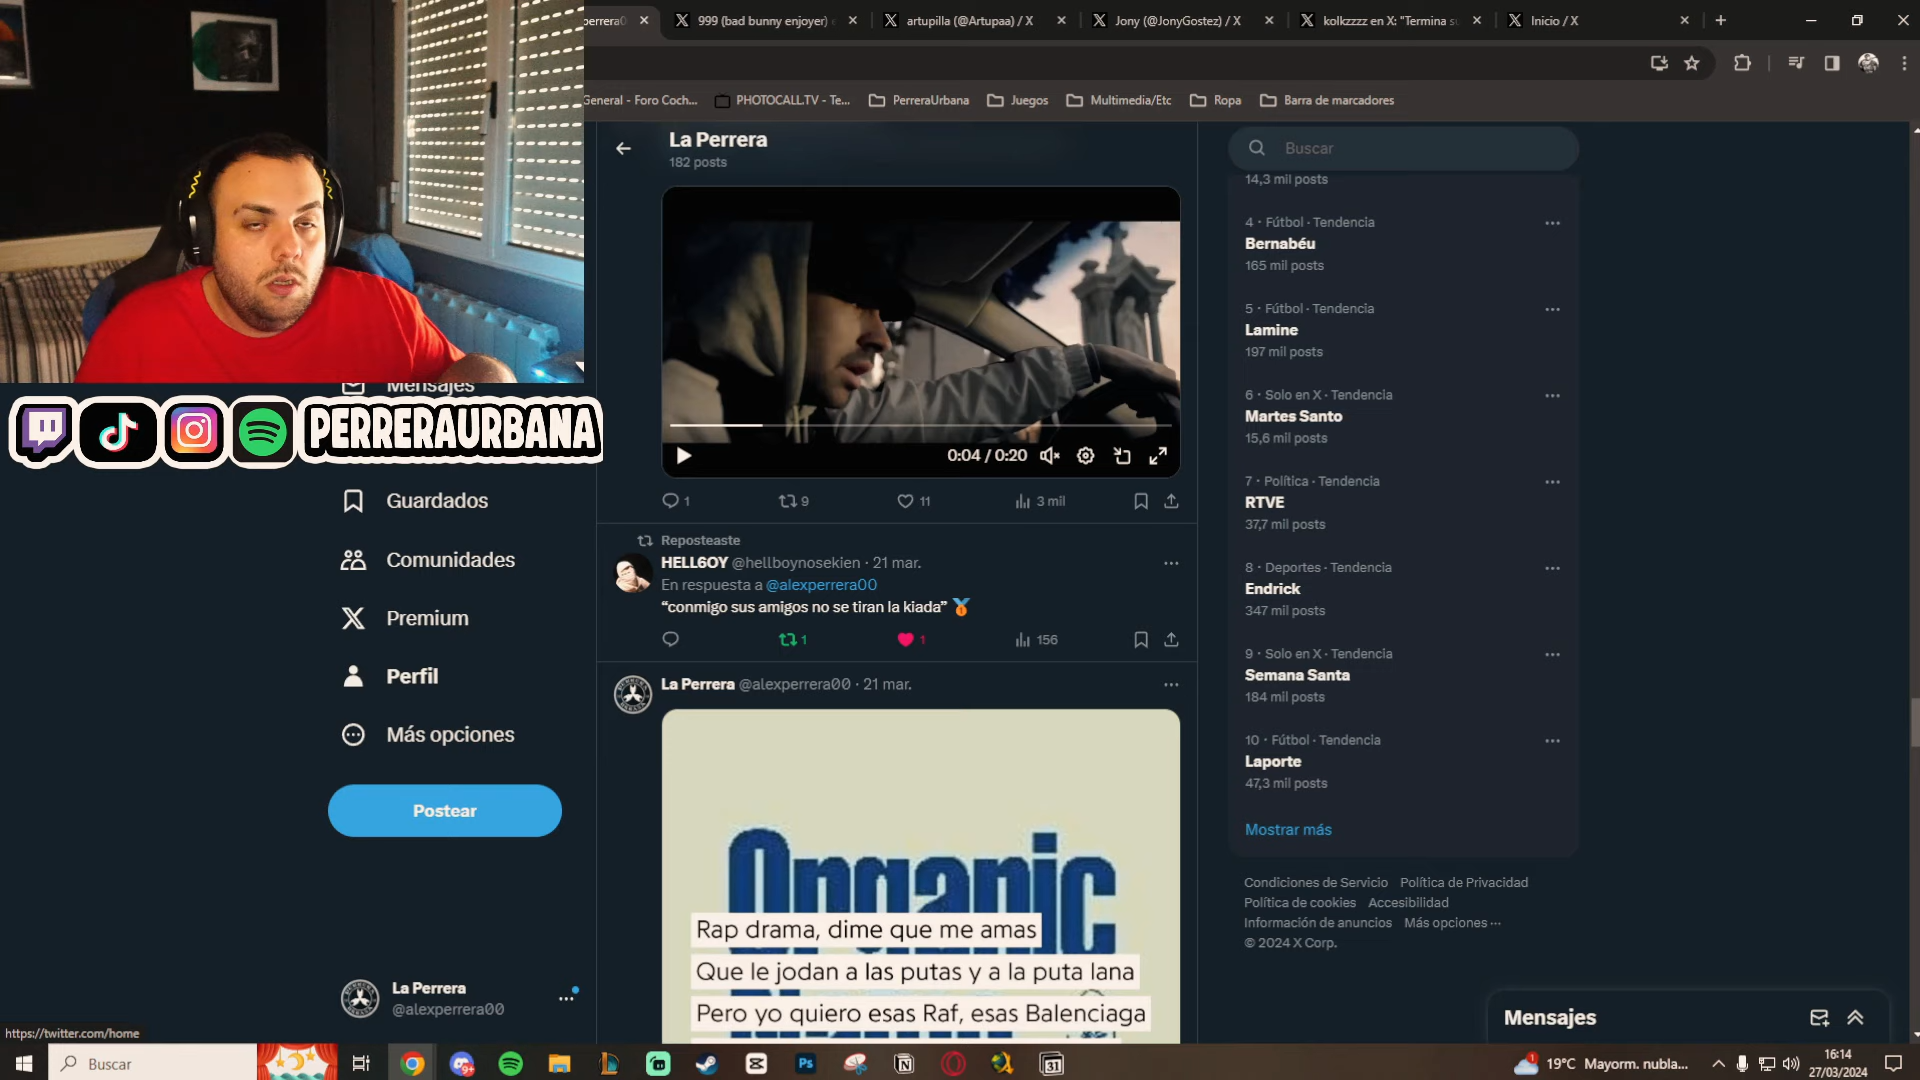 perrera0
999 (bad bunny enjoyer)
artupilla (@Artupaa) / X
Jony (@JonyGostez) / X
kolkzzzz en X: "Termina su
Inicio / X
General - Foro Coch...
PHOTOCALL.TV - Te...
PerreraUrbana
Juegos
Multimedia/Etc
Ropa
Barra de marcadores
Mensajes
PERRERAURBANA
Guardados
Comunidades
Premium
Perfil
Más opciones
Postear
La Perrera
@alexperrera00
https://twitter.com/home
La Perrera
182 posts
0:04 / 0:20
1
9
11
3 mil
Reposteaste
HELL6OY @hellboynosekien · 21 mar.
En respuesta a @alexperrera00
“conmigo sus amigos no se tiran la kiada” 🥉
1
1
156
La Perrera @alexperrera00 · 21 mar.
Organic
Rap drama, dime que me amas
Que le jodan a las putas y a la puta lana
Pero yo quiero esas Raf, esas Balenciaga
Buscar
14,3 mil posts
4 · Fútbol · Tendencia
Bernabéu
165 mil posts
5 · Fútbol · Tendencia
Lamine
197 mil posts
6 · Solo en X · Tendencia
Martes Santo
15,6 mil posts
7 · Política · Tendencia
RTVE
37,7 mil posts
8 · Deportes · Tendencia
Endrick
347 mil posts
9 · Solo en X · Tendencia
Semana Santa
184 mil posts
10 · Fútbol · Tendencia
Laporte
47,3 mil posts
Mostrar más
Condiciones de Servicio Política de Privacidad
Política de cookies Accesibilidad
Información de anuncios Más opciones ···
© 2024 X Corp.
Mensajes
Buscar
9+
Ps
31
1
19°C Mayorm. nubla...
16:14
27/03/2024